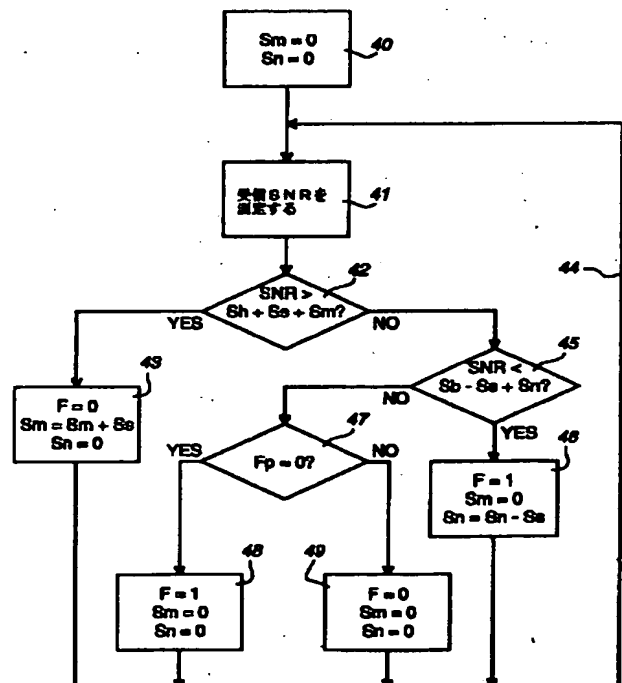 Sm = 0
Sn = 0
40
受信SNRを
測定する
41
42
SNR >
Sh + Ss + Sm?
YES
NO
44
43
F = 0
Sm = Sm + Ss
Sn = 0
45
SNR <
Sb - Ss + Sn?
NO
YES
47
Fp = 0?
YES
NO
46
F = 1
Sm = 0
Sn = Sn - Ss
48
F = 1
Sm = 0
Sn = 0
49
F = 0
Sm = 0
Sn = 0